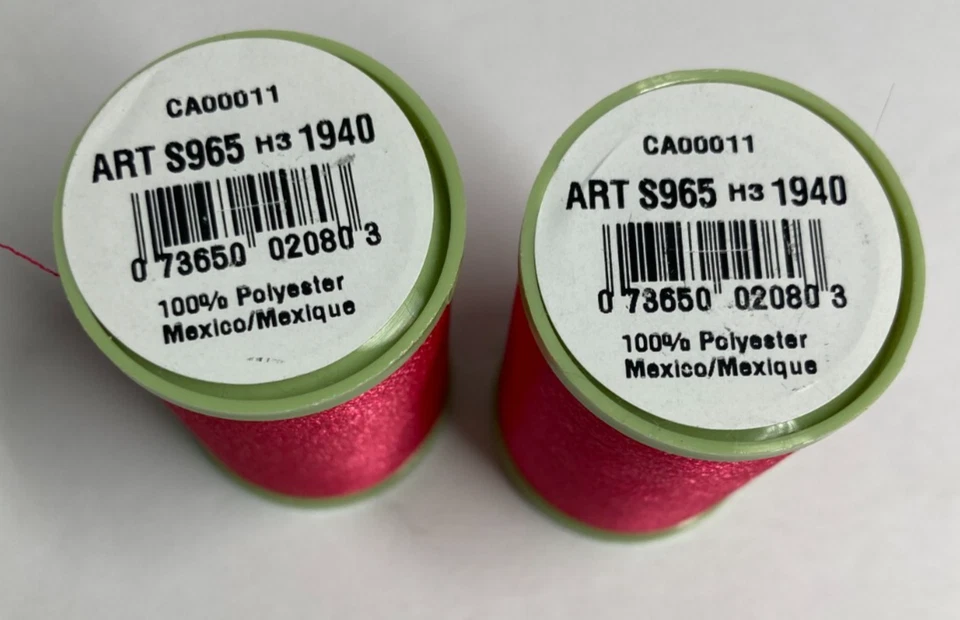 CA00011
ART S965 H3 1940
0 73650 02080 3
100% Polyester
Mexico/Mexique
CA00011
ART S965 H3 1940
0 73650 02080 3
100% Polyester
Mexico/Mexique